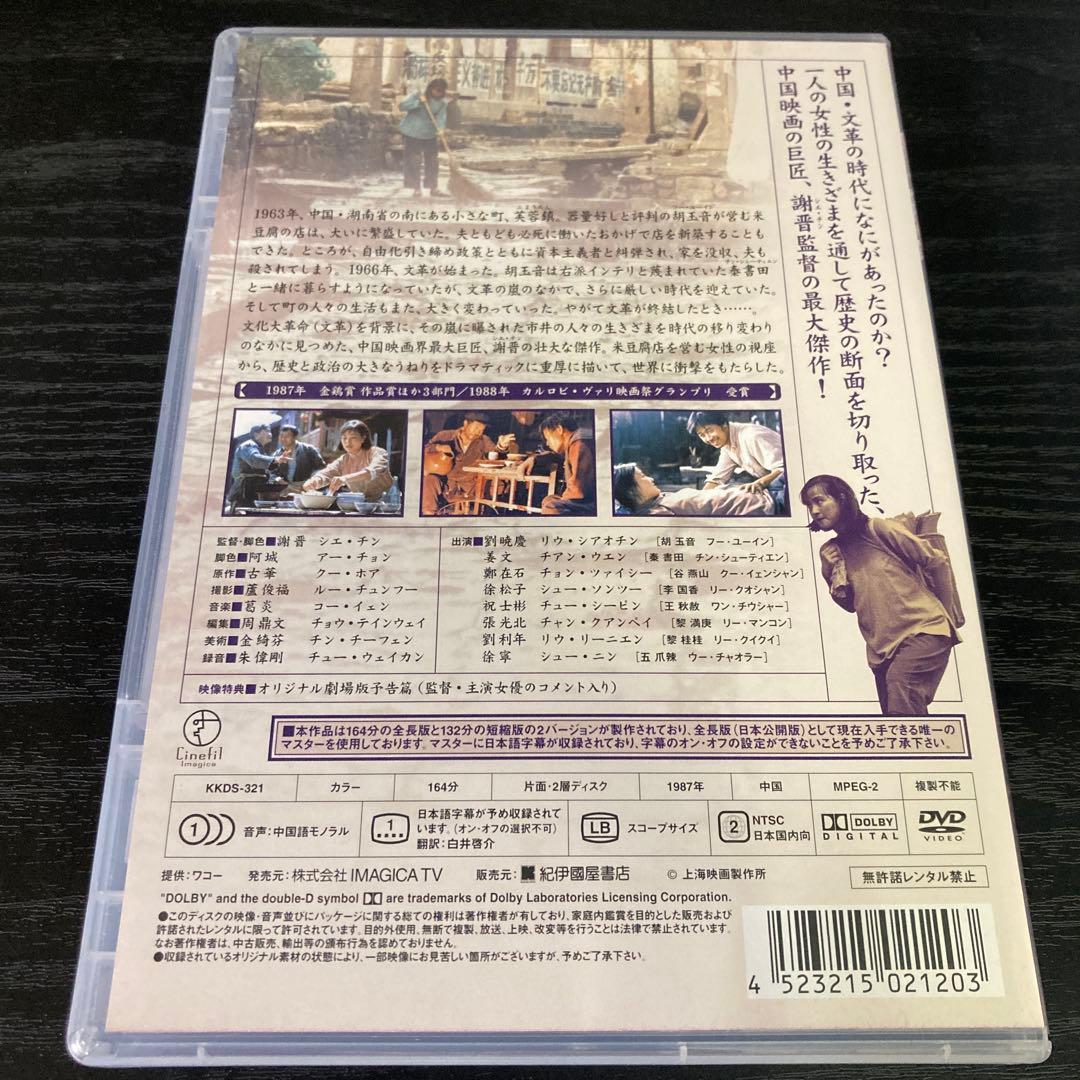 中国・文革の時代になにがあったのか？
一人の女性の生きざまを通して歴史の断面を切り取った、
中国映画の巨匠、謝晋監督の最大傑作！
シエ・チン
ふようちん
フー・ユーイン
1963年、中国・湖南省の南にある小さな町、芙蓉鎮。器量好しと評判の胡玉音が営む米
豆腐の店は、大いに繁盛していた。夫ともども必死に働いたおかげで店を新築することも
できた。ところが、自由化引き締め政策とともに資本主義者と糾弾され、家を没収、夫も
チン・シューティエン
殺されてしまう。1966年、文革が始まった。胡玉音は右派インテリと蔑まれていた秦書田
と一緒に暮らすようになっていたが、文革の嵐のなかで、さらに厳しい時代を迎えていた。
そして町の人々の生活もまた、大きく変わっていった。やがて文革が終結したとき……。
文化大革命（文革）を背景に、その嵐に曝された市井の人々の生きざまを時代の移り変わり
シエ・チン
のなかに見つめた、中国映画界最大巨匠、謝晋の壮大な傑作。米豆腐店を営む女性の視座
から、歴史と政治の大きなうねりをドラマティックに重厚に描いて、世界に衝撃をもたらした。
1987年 金鶏賞 作品賞ほか3部門／1988年 カルロビ・ヴァリ映画祭グランプリ 受賞
監督・脚色■謝晋 シエ・チン
脚色■阿城 アー・チョン
原作■古華 クー・ホア
撮影■盧俊福 ルー・チュンフー
音楽■葛炎 コー・イェン
編集■周鼎文 チョウ・テインウェイ
美術■金綺芬 チン・チーフェン
録音■朱偉剛 チュー・ウェイカン
出演■劉暁慶 リウ・シアオチン ［胡 玉音 フー・ユーイン］
姜文 チアン・ウエン ［秦 書田 チン・シューティエン］
鄭在石 チョン・ツァイシー ［谷 燕山 クー・イェンシャン］
徐松子 シュー・ソンツー ［李 国香 リー・クオシャン］
祝士彬 チュー・シーピン ［王 秋赦 ワン・チウシャー］
張光北 チャン・クアンペイ ［黎 満庚 リー・マンコン］
劉利年 リウ・リーニエン ［黎 桂桂 リー・クイクイ］
徐寧 シュー・ニン ［五 爪辣 ウー・チャオラー］
映像特典■オリジナル劇場版予告篇（監督・主演女優のコメント入り）
Cinefil
Imagica
■本作品は164分の全長版と132分の短縮版の2バージョンが製作されており、全長版（日本公開版）として現在入手できる唯一の
マスターを使用しております。マスターに日本語字幕が収録されており、字幕のオン・オフの設定ができないことを予めご了承下さい。
KKDS-321 カラー 164分 片面・2層ディスク 1987年 中国 MPEG-2 複製不能
1 音声：中国語モノラル
1 日本語字幕が予め収録されて
います。（オン・オフの選択不可）
翻訳：白井啓介
LB スコープサイズ
2 NTSC
日本国内向
DOLBY
DIGITAL
DVD
VIDEO
提供：ワコー 発売元：株式会社 IMAGICA TV 販売元：紀伊國屋書店 © 上海映画製作所 無許諾レンタル禁止
"DOLBY" and the double-D symbol are trademarks of Dolby Laboratories Licensing Corporation.
●このディスクの映像・音声並びにパッケージに関する総ての権利は著作権者が有しており、家庭内鑑賞を目的とした販売および
許諾されたレンタルに限って許可されています。目的外使用、無断で複製、放送、上映、改変等を行うことは法律で禁止されています。
なお著作権者は、中古販売、輸出等の頒布行為を認めておりません。
●収録されているオリジナル素材の状態により、一部映像にお見苦しい箇所がございますが、予めご了承下さい。
4 523215 021203